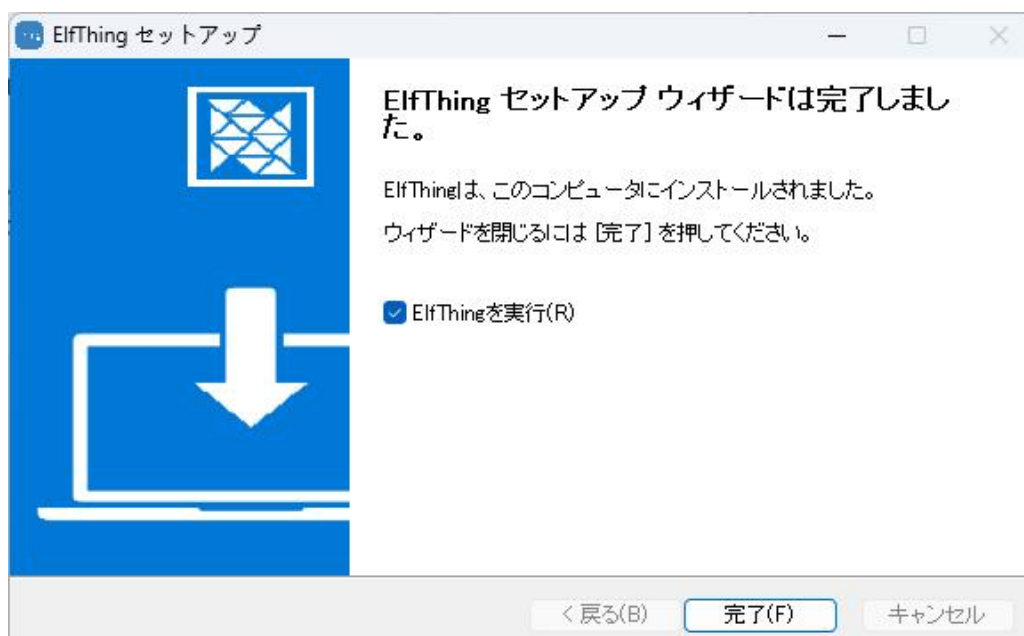 ElfThing セットアップ
ElfThing セットアップ ウィザードは完了しまし
た。
ElfThingは、このコンピュータにインストールされました。
ウィザードを閉じるには [完了] を押してください。
ElfThingを実行(R)
< 戻る(B)
完了(F)
キャンセル